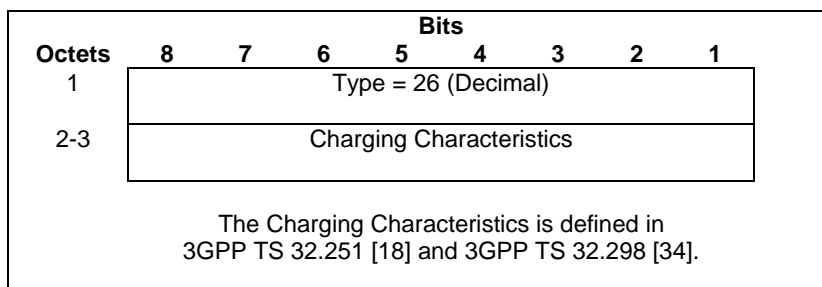 Bits
Octets 8 7 6 5 4 3 2 1
1 Type = 26 (Decimal)
2-3 Charging Characteristics
The Charging Characteristics is defined in
3GPP TS 32.251 [18] and 3GPP TS 32.298 [34].